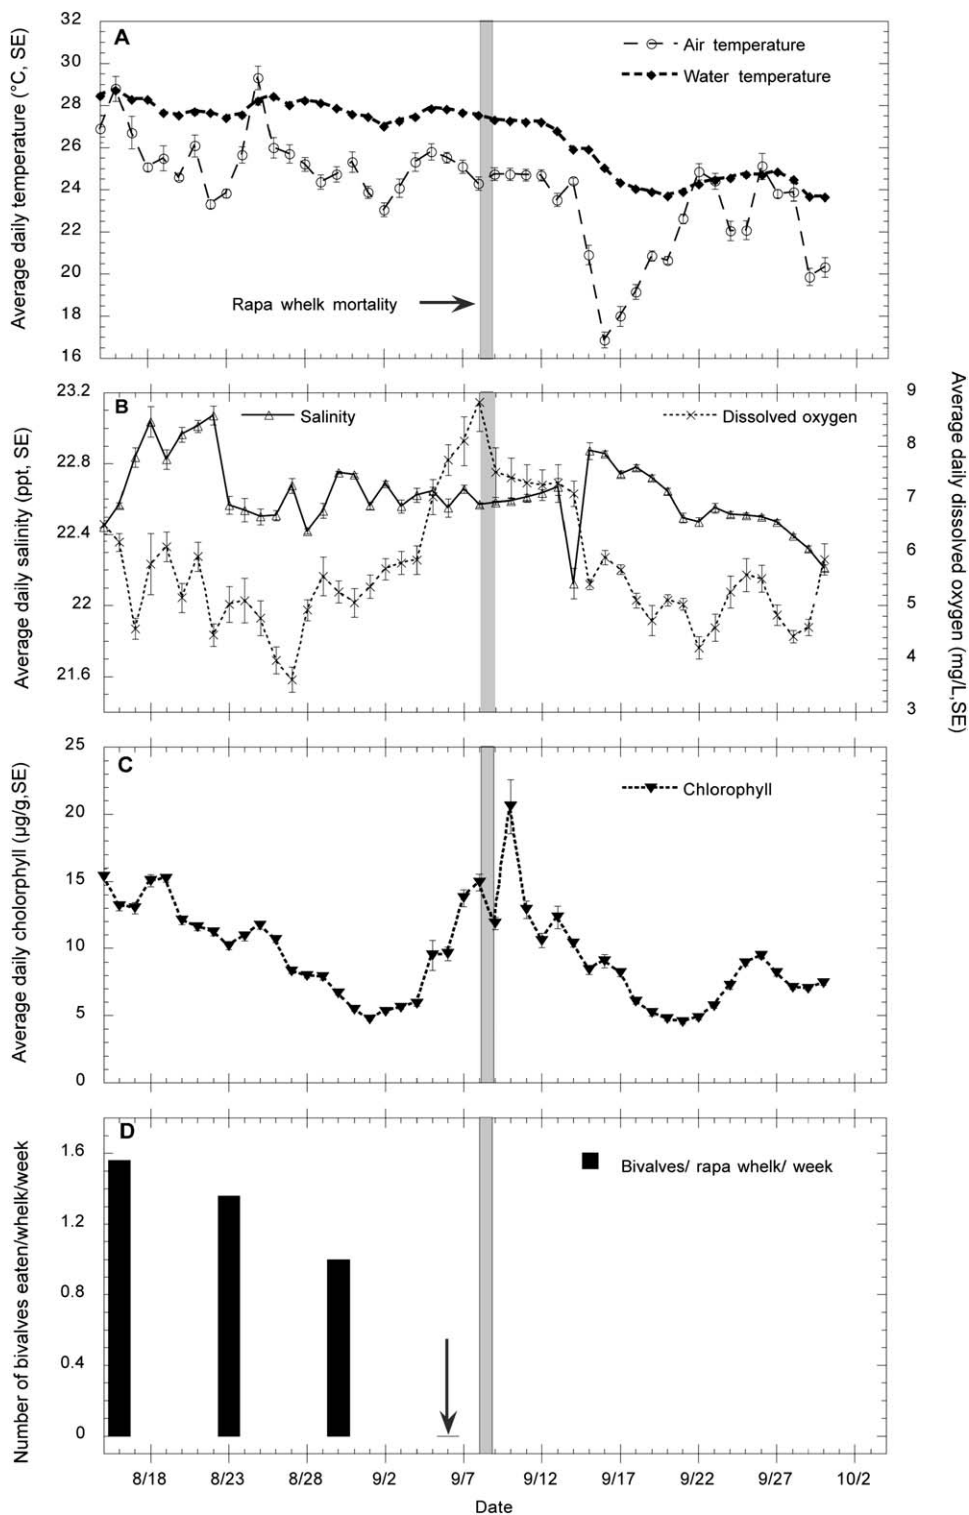 32
30
28
26
24
22
20
18
16
Average daily temperature (°C, SE)
A
Air temperature
Water temperature
Rapa whelk mortality
23.2
22.8
22.4
22
21.6
Average daily salinity (ppt, SE)
B
Salinity
Dissolved oxygen
9
8
7
6
5
4
3
Average daily dissolved
oxygen (mg/L,SE)
25
20
15
10
5
0
Average daily cholorphyll (µg/g,SE)
C
Chlorophyll
1.6
1.2
0.8
0.4
0
Number of bivalves eaten/whelk/week
D
Bivalves/ rapa whelk/ week
8/18 8/23 8/28 9/2 9/7 9/12 9/17 9/22 9/27 10/2
Date